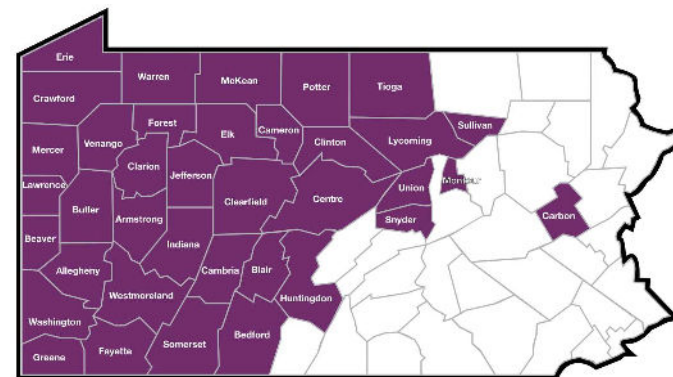 Erie
Warren
McKean
Potter
Tioga
Crawford
Forest
Elk
Cameron
Sullivan
Mercer
Venango
Clinton
Lycoming
Clarion
Jefferson
Lawrence
Clearfield
Centre
Union
Montour
Butler
Armstrong
Snyder
Carbon
Beaver
Indiana
Allegheny
Cambria
Blair
Westmoreland
Huntingdon
Washington
Bedford
Greene
Fayette
Somerset